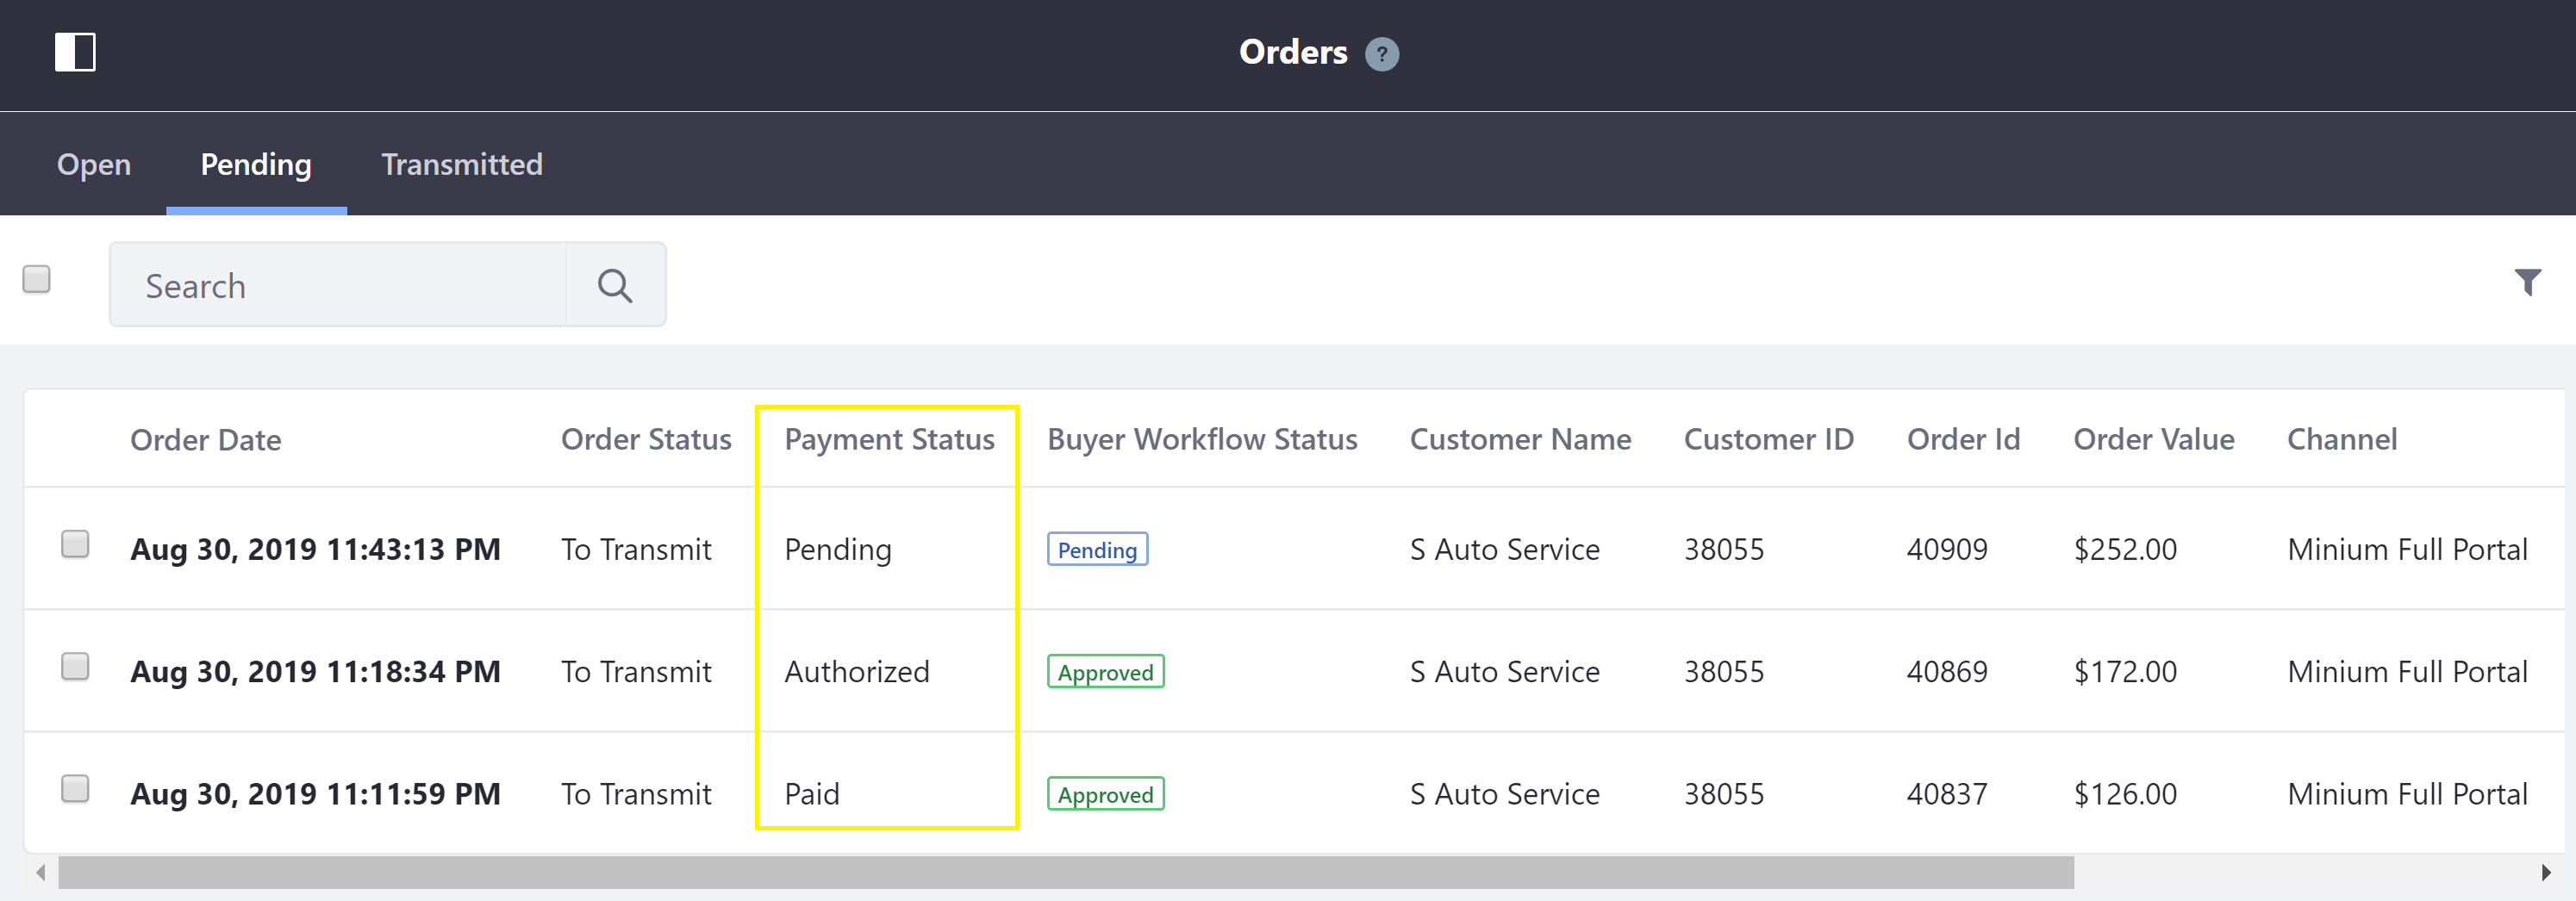 Orders ?
Open Pending Transmitted
Search
Order Date Order Status Payment Status Buyer Workflow Status Customer Name Customer ID Order Id Order Value Channel
Aug 30, 2019 11:43:13 PM To Transmit Pending Pending S Auto Service 38055 40909 $252.00 Minium Full Portal
Aug 30, 2019 11:18:34 PM To Transmit Authorized Approved S Auto Service 38055 40869 $172.00 Minium Full Portal
Aug 30, 2019 11:11:59 PM To Transmit Paid Approved S Auto Service 38055 40837 $126.00 Minium Full Portal